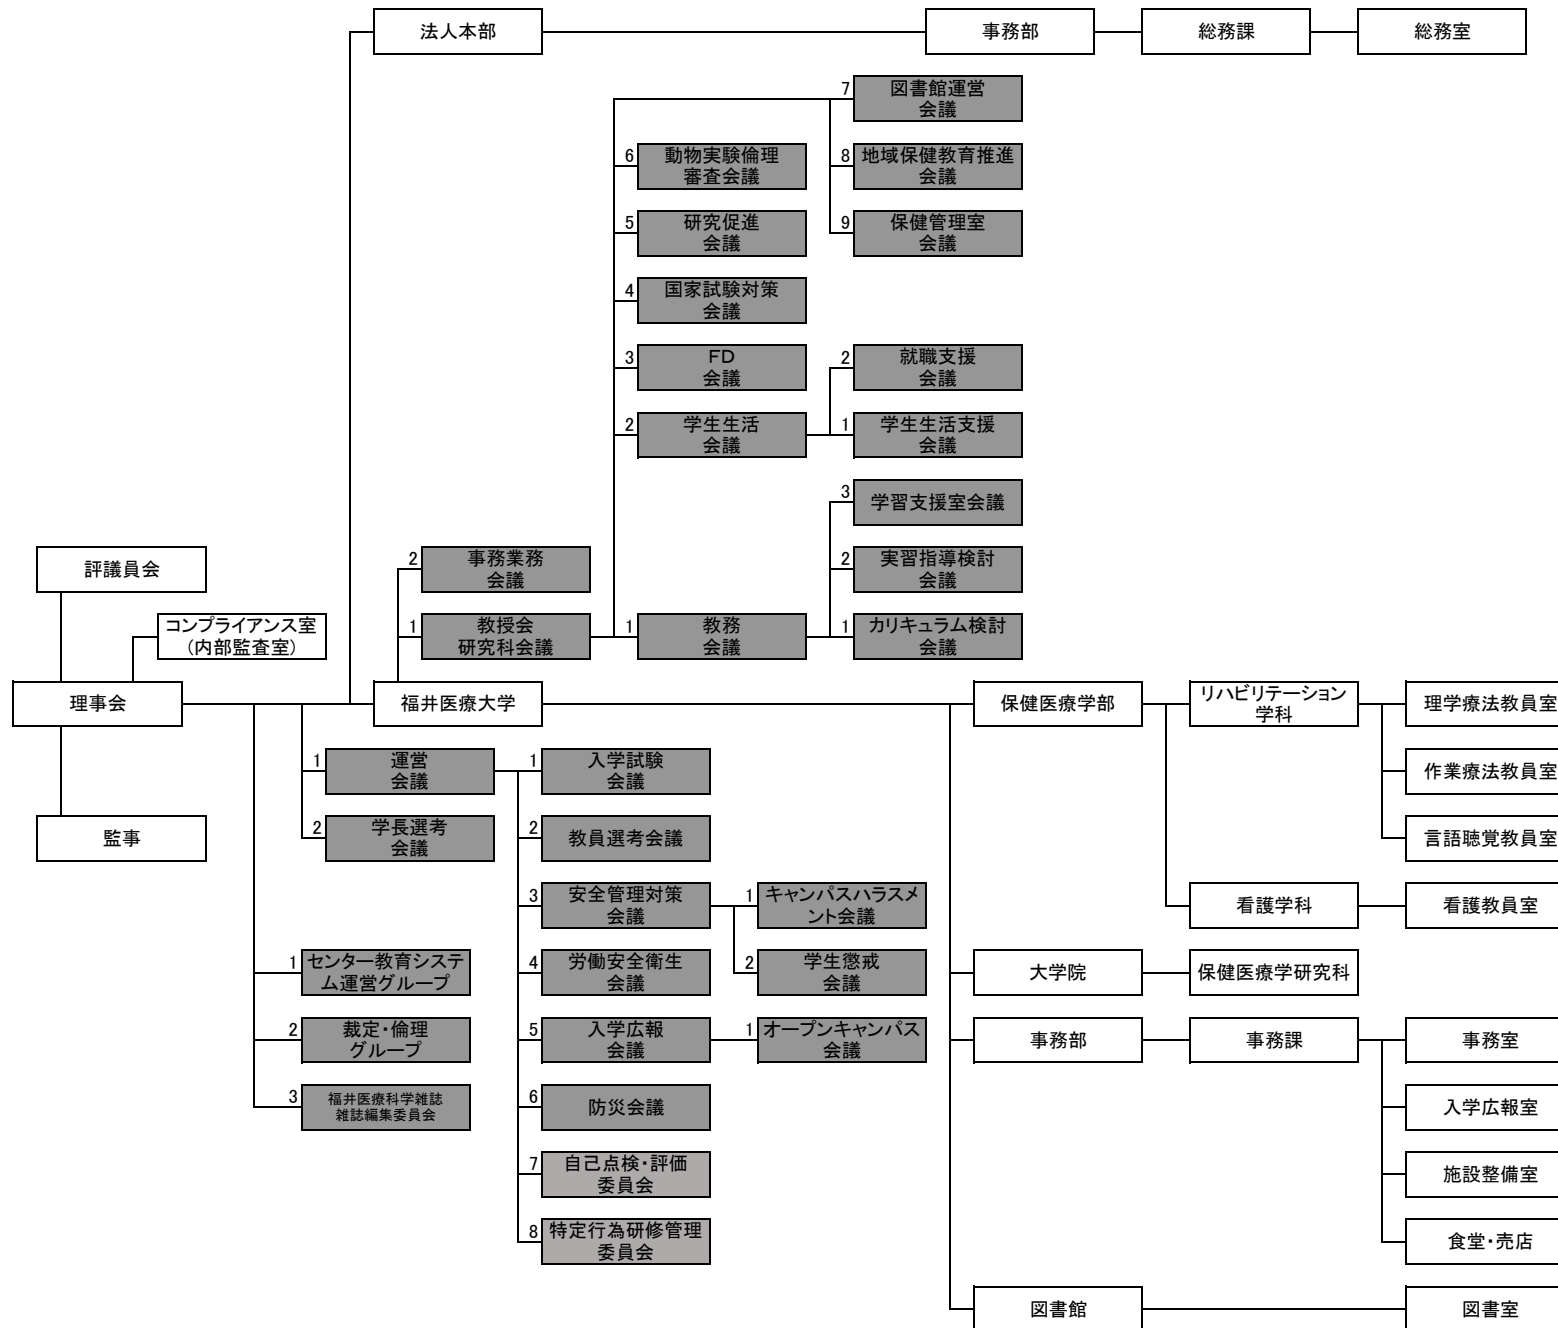 法人本部
事務部
総務課
総務室
7
図書館運営
会議
6
動物実験倫理
審査会議
8
地域保健教育推進
会議
5
研究促進
会議
9
保健管理室
会議
4
国家試験対策
会議
3
FD
会議
2
就職支援
会議
2
学生生活
会議
1
学生生活支援
会議
3
学習支援室会議
評議員会
2
事務業務
会議
2
実習指導検討
会議
コンプライアンス室
(内部監査室)
1
教授会
研究科会議
1
教務
会議
1
カリキュラム検討
会議
理事会
福井医療大学
保健医療学部
リハビリテーション
学科
理学療法教員室
1
運営
会議
1
入学試験
会議
作業療法教員室
監事
2
学長選考
会議
2
教員選考会議
言語聴覚教員室
3
安全管理対策
会議
1
キャンパスハラスメ
ント会議
看護学科
看護教員室
1
センター教育システ
ム運営グループ
4
労働安全衛生
会議
2
学生懲戒
会議
大学院
保健医療学研究科
2
裁定・倫理
グループ
5
入学広報
会議
1
オープンキャンパス
会議
事務部
事務課
事務室
3
福井医療科学雑誌
雑誌編集委員会
6
防災会議
入学広報室
7
自己点検・評価
委員会
施設整備室
8
特定行為研修管理
委員会
食堂・売店
図書館
図書室